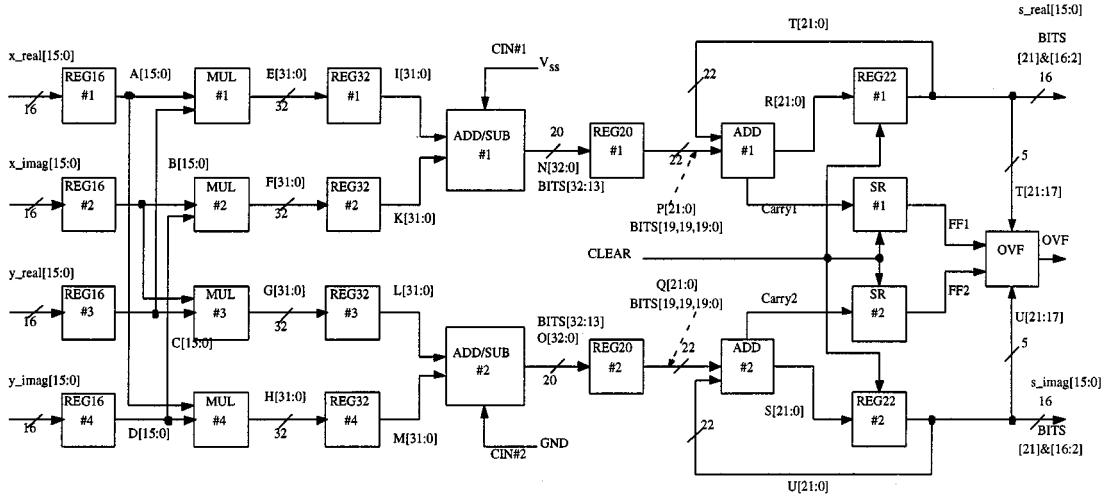 T[21:0]
s_real[15:0]
BITS
[21]&[16:2]
16
x_real[15:0]
16
REG16
#1
A[15:0]
MUL
#1
E[31:0]
32
REG32
#1
I[31:0]
CIN#1
Vss
ADD/SUB
#1
20
N[32:0]
BITS[32:13]
REG20
#1
22
22
ADD
#1
R[21:0]
REG22
#1
5
T[21:17]
x_imag[15:0]
16
REG16
#2
B[15:0]
MUL
#2
F[31:0]
32
REG32
#2
K[31:0]
P[21:0]
BITS[19,19,19:0]
Carry1
SR
#1
FF1
OVF
OVF
CLEAR
y_real[15:0]
16
REG16
#3
C[15:0]
MUL
#3
G[31:0]
32
REG32
#3
L[31:0]
Q[21:0]
BITS[19,19,19:0]
Carry2
SR
#2
FF2
U[21:17]
5
ADD/SUB
#2
BITS[32:13]
O[32:0]
20
REG20
#2
22
ADD
#2
y_imag[15:0]
16
REG16
#4
D[15:0]
MUL
#4
H[31:0]
32
REG32
#4
M[31:0]
GND
CIN#2
22
S[21:0]
REG22
#2
s_imag[15:0]
16
BITS
[21]&[16:2]
U[21:0]